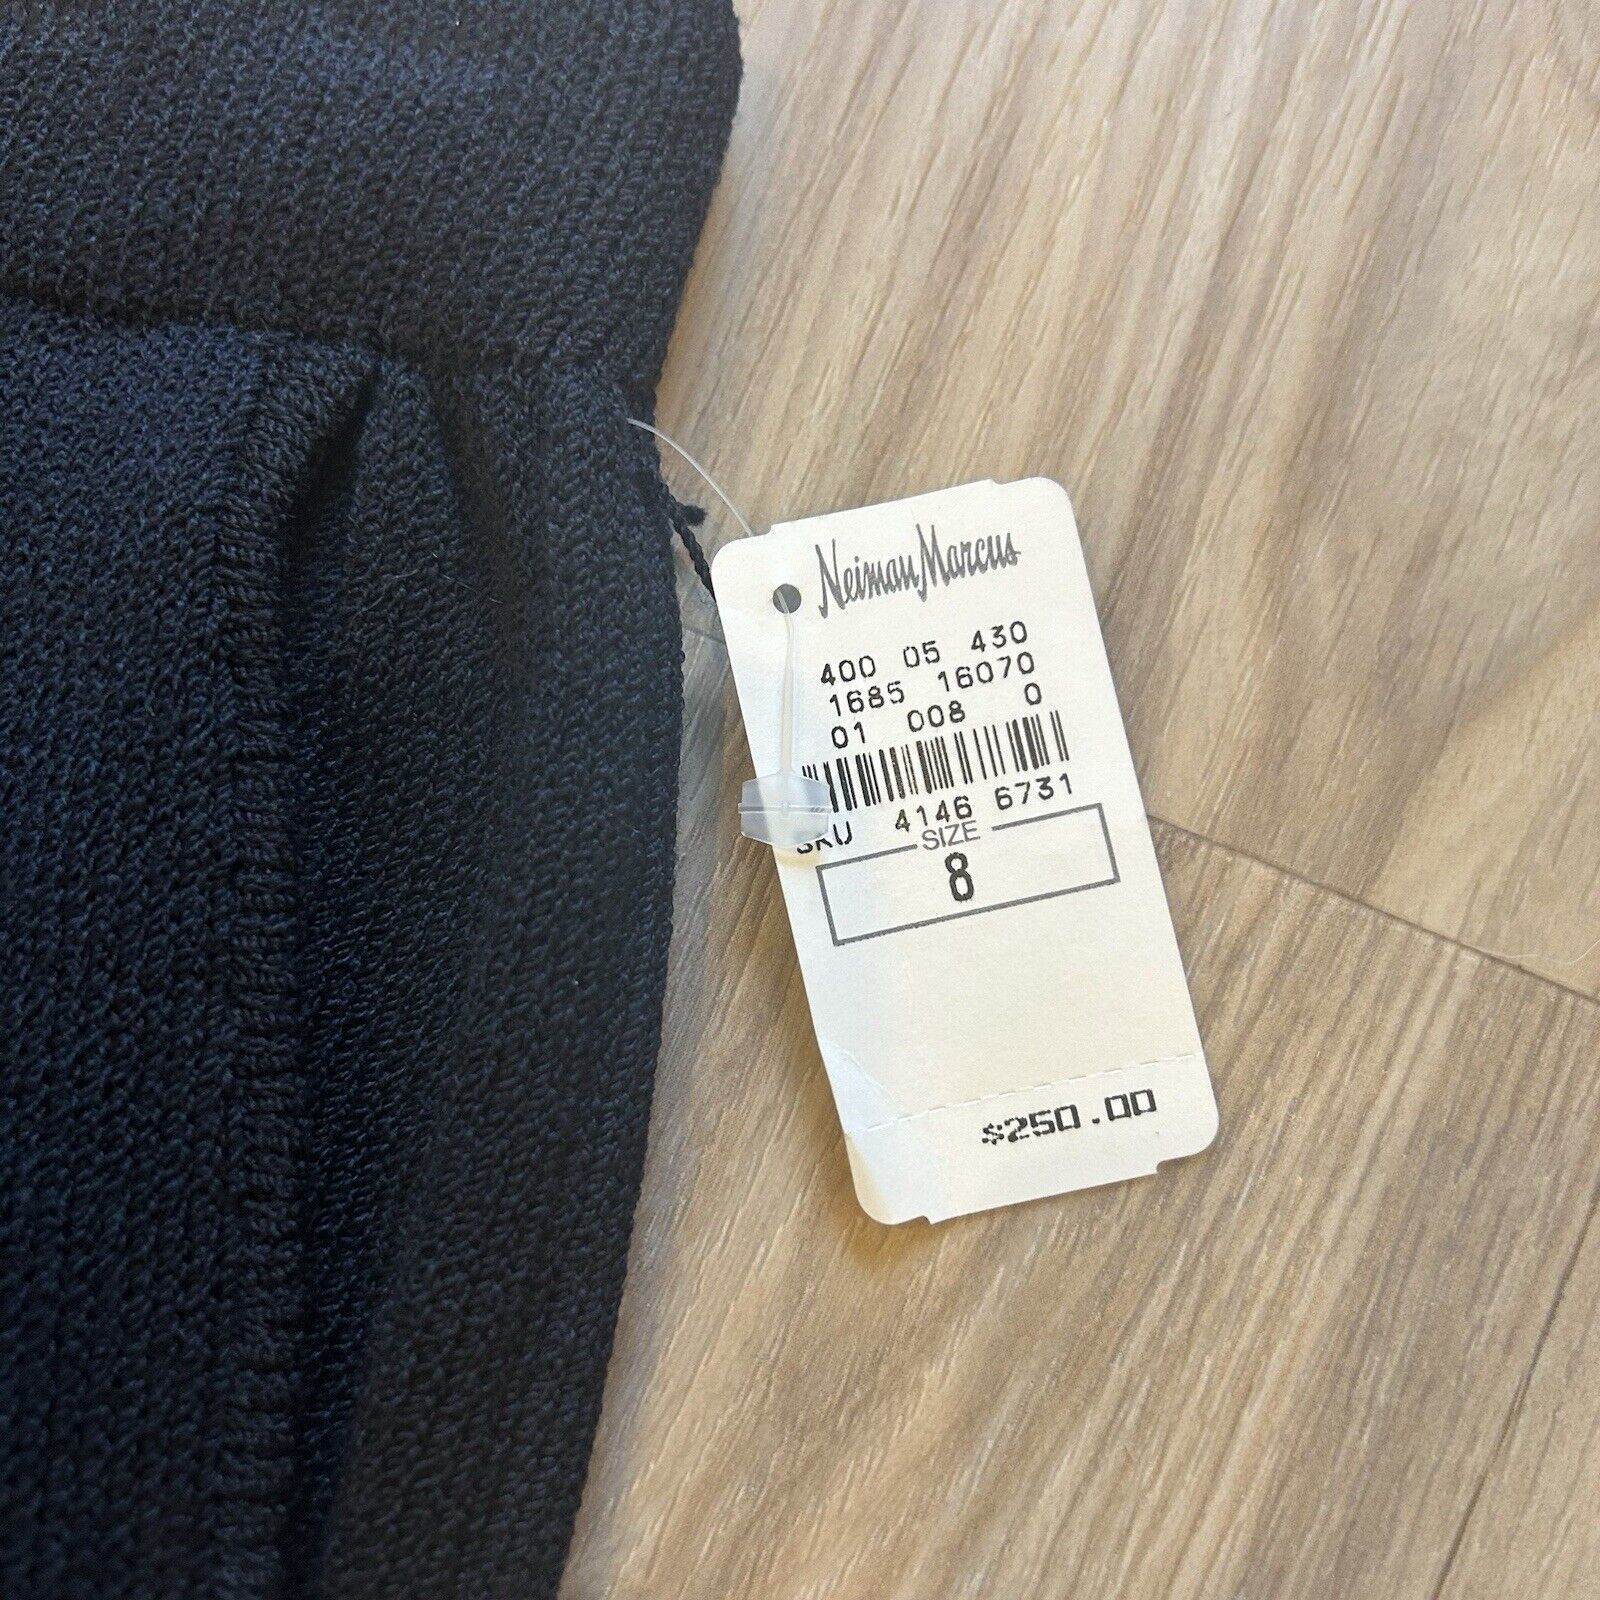 Neiman Marcus
400 05 430
1685 16070
01 008 0
SKU 4146 6731
SIZE
8
$250.00